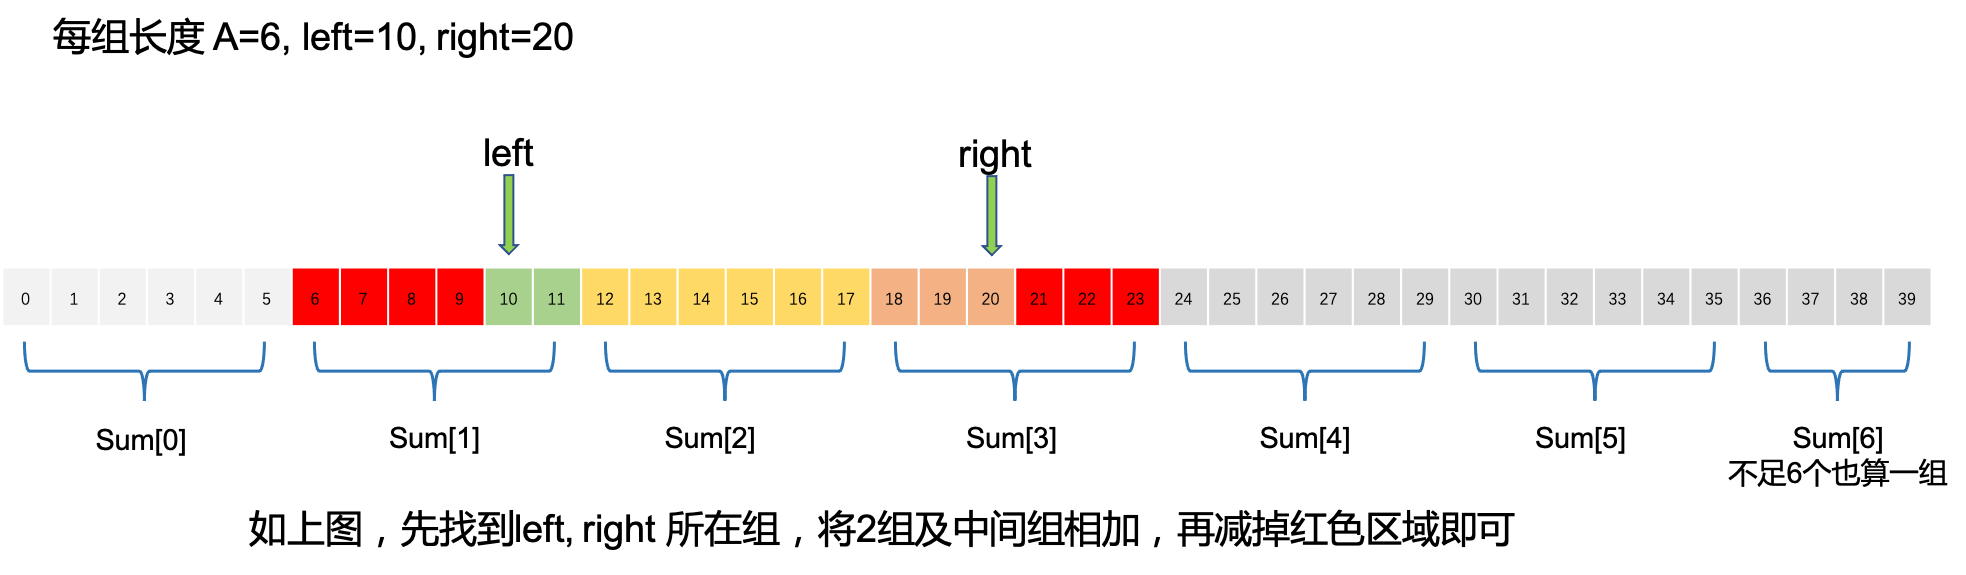 每组长度 A=6, left=10, right=20
left right
0 1 2 3 4 5 6 7 8 9 10 11 12 13 14 15 16 17 18 19 20 21 22 23 24 25 26 27 28 29 30 31 32 33 34 35 36 37 38 39
Sum[0] Sum[1] Sum[2] Sum[3] Sum[4] Sum[5] Sum[6]
不足6个也算一组
如上图，先找到left, right 所在组，将2组及中间组相加，再减掉红色区域即可